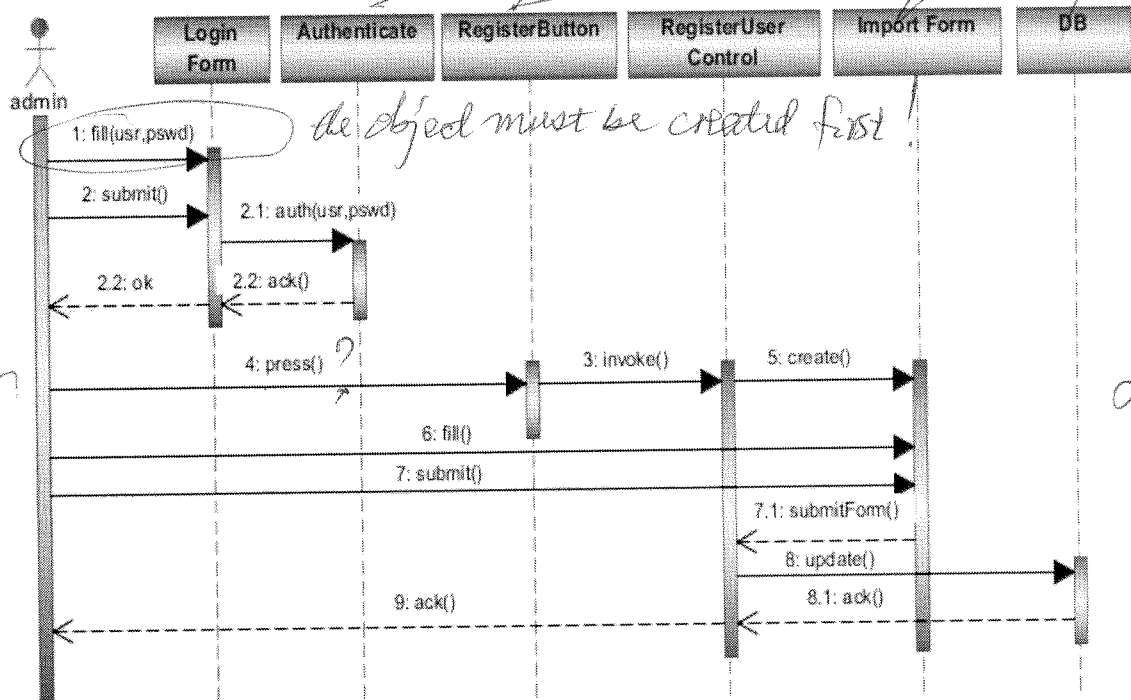 Login
Form
Authenticate
RegisterButton
RegisterUser
Control
Import Form
DB
admin
the object must be created first!
1: fill(usr,pswd)
2: submit()
2.1: auth(usr,pswd)
2.2: ok
2.2: ack()
4: press()
?
3: invoke()
5: create()
6: fill()
7: submit()
7.1: submitForm()
8: update()
8.1: ack()
9: ack()